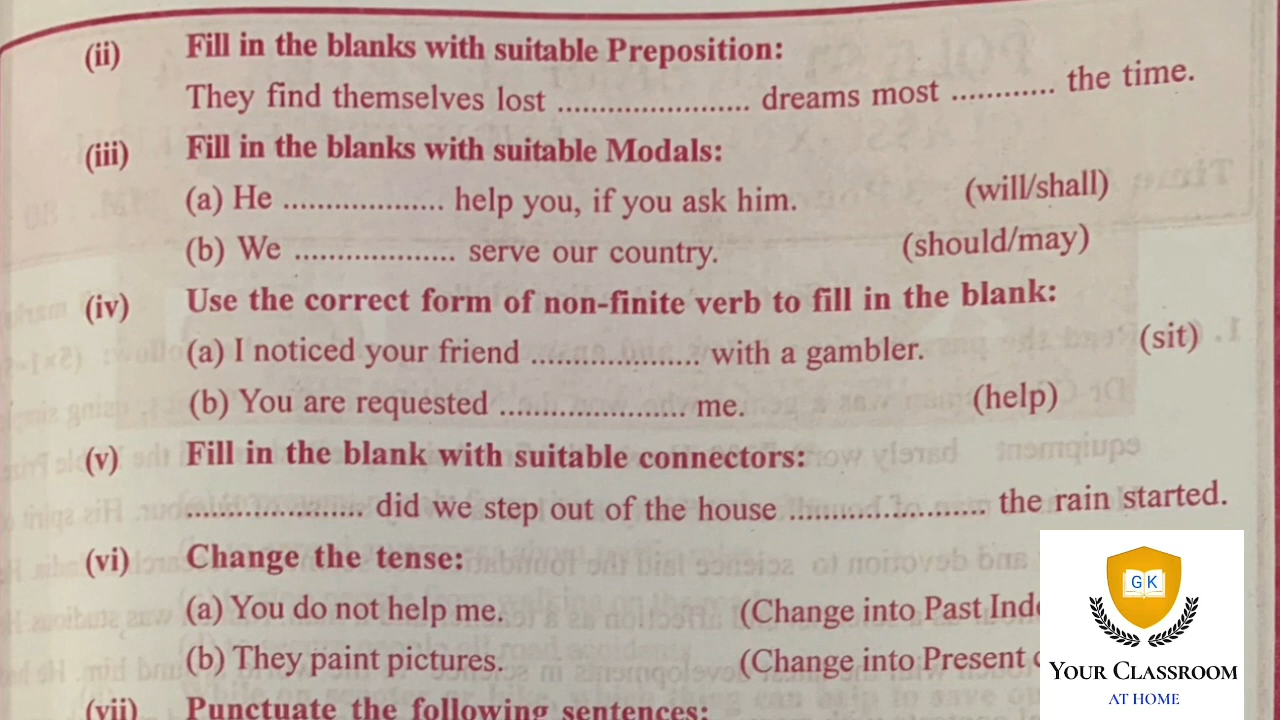 (ii) Fill in the blanks with suitable Preposition:
They find themselves lost ...................... dreams most ............ the time.
(iii) Fill in the blanks with suitable Modals:
(a) He .................. help you, if you ask him. (will/shall)
(b) We .................. serve our country. (should/may)
(iv) Use the correct form of non-finite verb to fill in the blank:
(a) I noticed your friend .................... with a gambler. (sit)
(b) You are requested ...................... me. (help)
(v) Fill in the blank with suitable connectors:
.................... did we step out of the house ...................... the rain started.
(vi) Change the tense:
(a) You do not help me. (Change into Past Ind
(b) They paint pictures. (Change into Present
(vii) Punctuate the following sentences:
G K
YOUR CLASSROOM
AT HOME